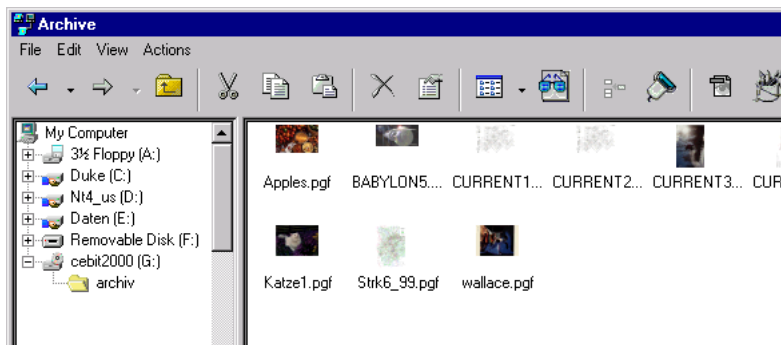 Archive
File Edit View Actions
My Computer
3½ Floppy (A:)
Duke (C:)
Nt4_us (D:)
Daten (E:)
Removable Disk (F:)
cebit2000 (G:)
archiv
Apples.pgf BABYLON5.... CURRENT1... CURRENT2... CURRENT3... CUR
Katze1.pgf Strk6_99.pgf wallace.pgf